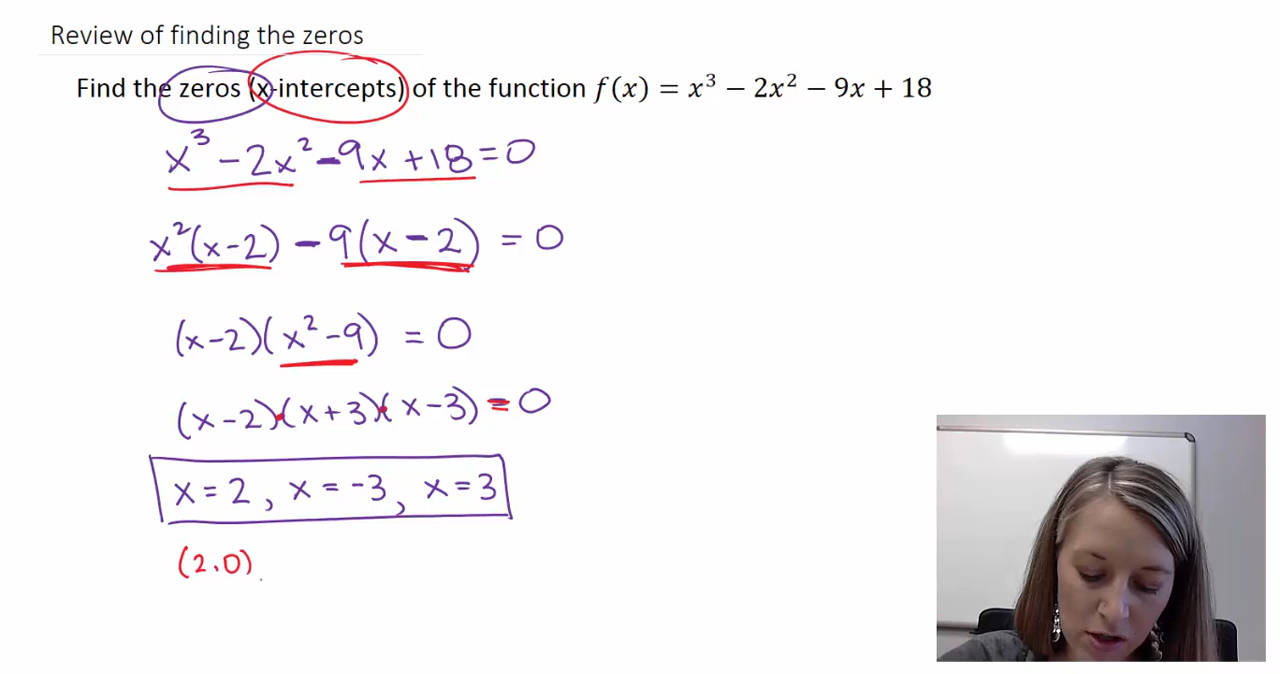 Review of finding the zeros
Find the zeros (x-intercepts) of the function f(x) = x³ − 2x² − 9x + 18
x³ − 2x² − 9x + 18 = 0
x²(x − 2) − 9(x − 2) = 0
(x − 2)(x² − 9) = 0
(x − 2)·(x + 3)·(x − 3) = 0
x = 2, x = −3, x = 3
(2,0),